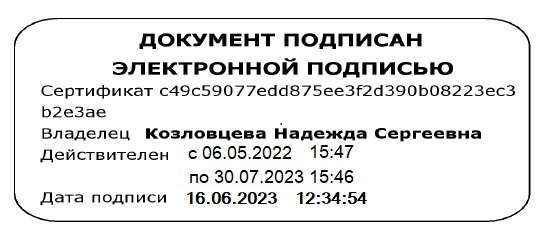 ДОКУМЕНТ ПОДПИСАН
ЭЛЕКТРОННОЙ ПОДПИСЬЮ
Сертификат c49c59077edd875ee3f2d390b08223ec3
b2e3ae
Владелец Козловцева Надежда Сергеевна
Действителен с 06.05.2022 15:47
по 30.07.2023 15:46
Дата подписи 16.06.2023 12:34:54